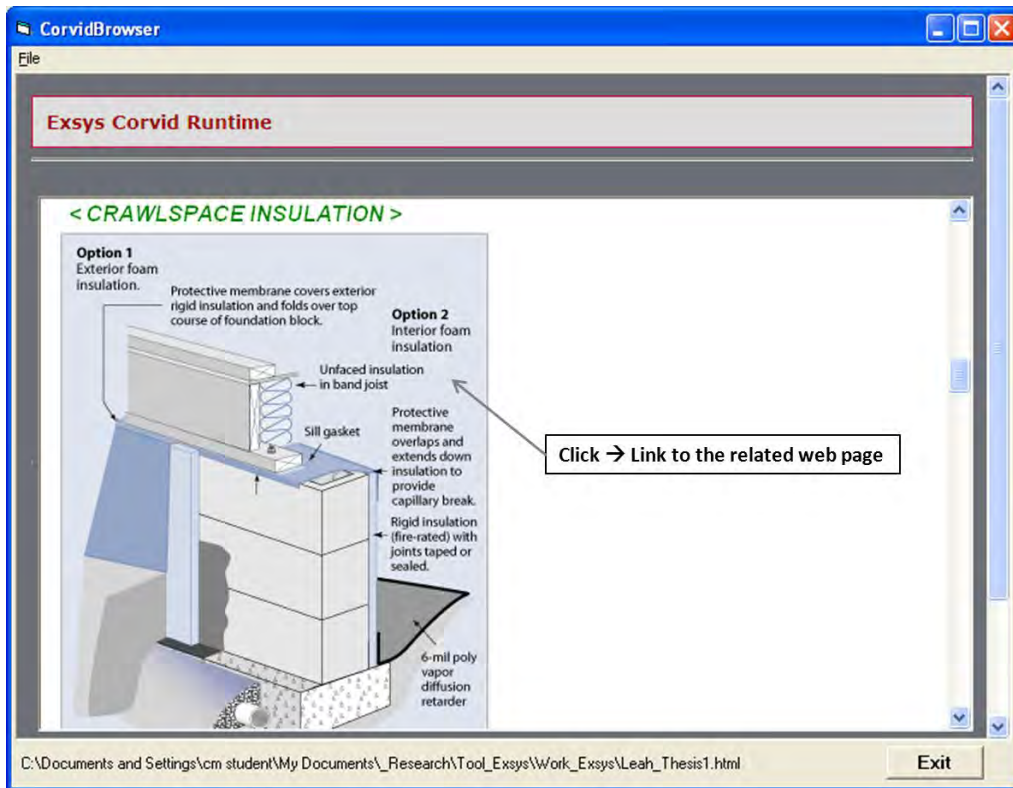 CorvidBrowser
File
Exsys Corvid Runtime
< CRAWLSPACE INSULATION >
Option 1
Exterior foam
insulation.
Protective membrane covers exterior
rigid insulation and folds over top
course of foundation block.
Option 2
Interior foam
insulation
Unfaced insulation
in band joist
Sill gasket
Protective
membrane
overlaps and
extends down
insulation to
provide
capillary break.
Rigid insulation
(fire-rated) with
joints taped or
sealed.
6-mil poly
vapor
diffusion
retarder
Click → Link to the related web page
C:\Documents and Settings\cm student\My Documents\_Research\Tool_Exsys\Work_Exsys\Leah_Thesis1.html
Exit